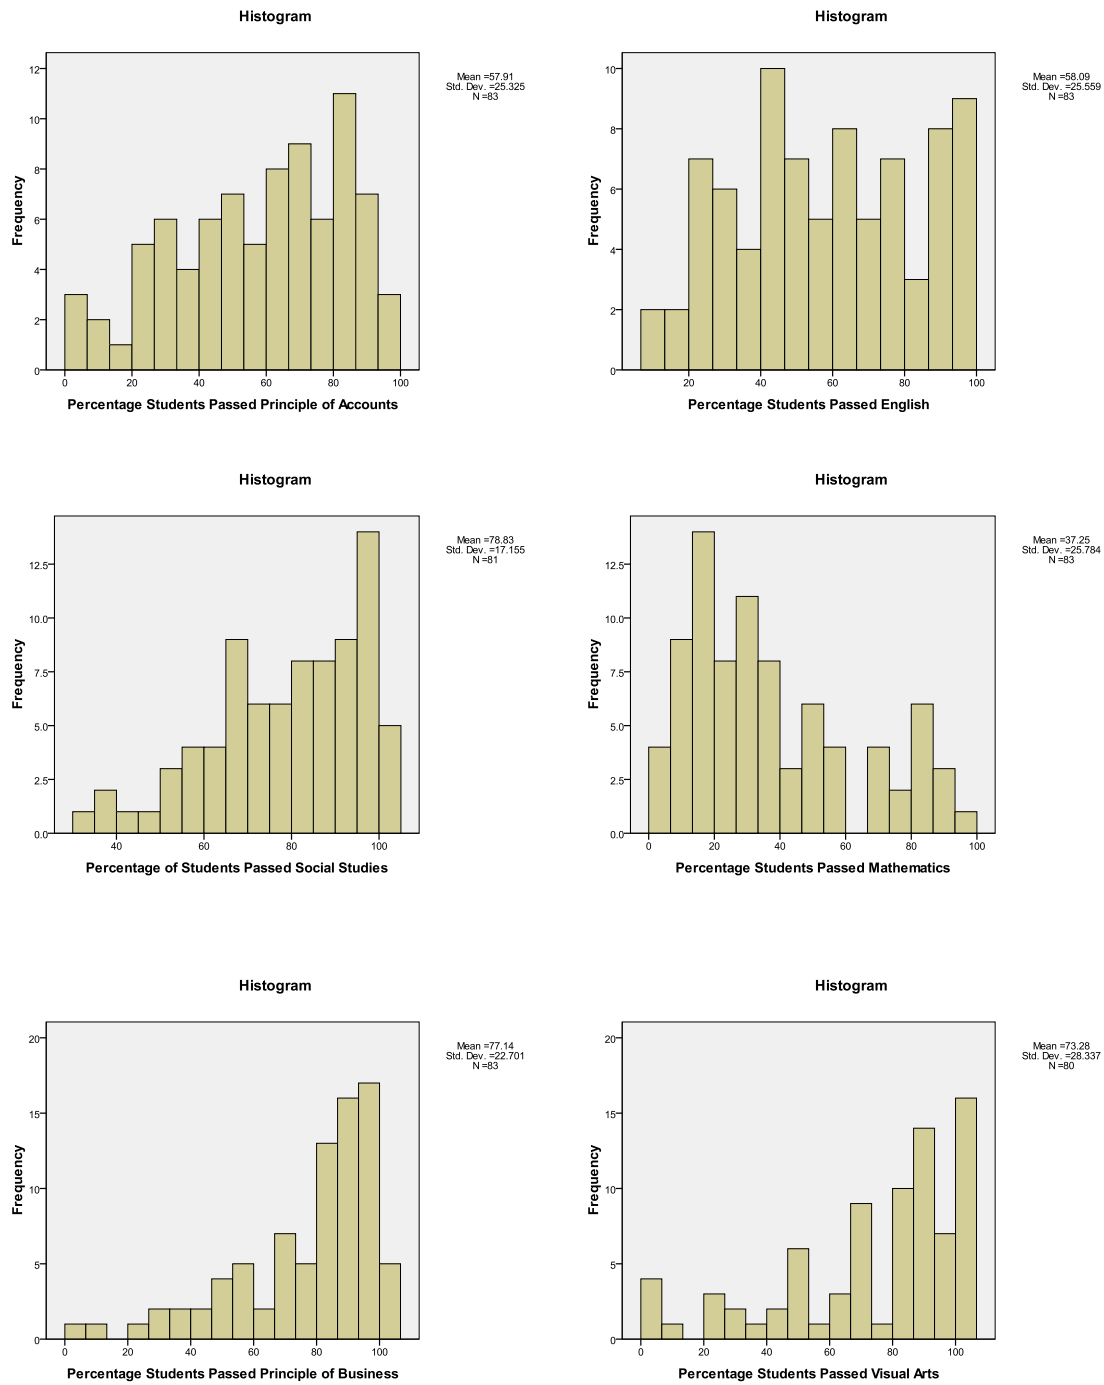 Histogram
12
10
8
6
4
2
0
Frequency
0 20 40 60 80 100
Percentage Students Passed Principle of Accounts
Mean =57.91
Std. Dev. =25.325
N =83
Histogram
10
8
6
4
2
0
Frequency
20 40 60 80 100
Percentage Students Passed English
Mean =58.09
Std. Dev. =25.559
N =83
Histogram
12.5
10.0
7.5
5.0
2.5
0.0
Frequency
40 60 80 100
Percentage of Students Passed Social Studies
Mean =78.83
Std. Dev. =17.155
N =81
Histogram
12.5
10.0
7.5
5.0
2.5
0.0
Frequency
0 20 40 60 80 100
Percentage Students Passed Mathematics
Mean =37.25
Std. Dev. =25.784
N =83
Histogram
20
15
10
5
0
Frequency
0 20 40 60 80 100
Percentage Students Passed Principle of Business
Mean =77.14
Std. Dev. =22.701
N =83
Histogram
20
15
10
5
0
Frequency
0 20 40 60 80 100
Percentage Students Passed Visual Arts
Mean =73.28
Std. Dev. =28.337
N =80